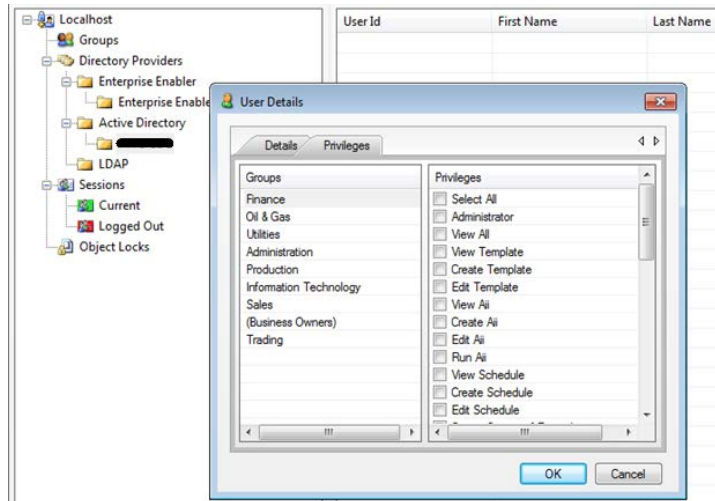 Localhost
Groups
Directory Providers
Enterprise Enabler
Enterprise Enable
Active Directory
LDAP
Sessions
Current
Logged Out
Object Locks
User Id First Name Last Name
User Details
Details Privileges
Groups
Finance
Oil & Gas
Utilities
Administration
Production
Information Technology
Sales
(Business Owners)
Trading
Privileges
Select All
Administrator
View All
View Template
Create Template
Edit Template
View Aii
Create Aii
Edit Aii
Run Aii
View Schedule
Create Schedule
Edit Schedule
OK Cancel